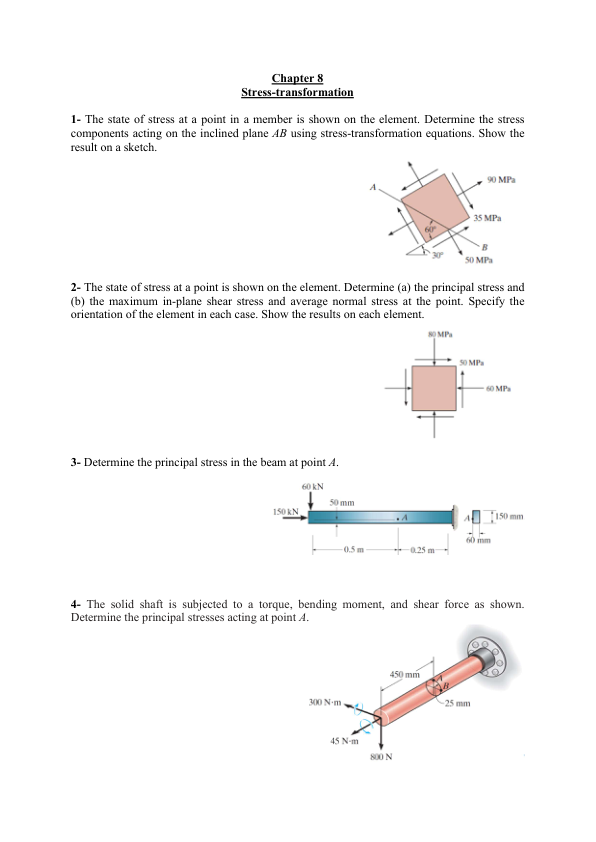 Chapter 8
Stress-transformation
1- The state of stress at a point in a member is shown on the element. Determine the stress
components acting on the inclined plane AB using stress-transformation equations. Show the
result on a sketch.
A
90 MPa
35 MPa
60°
B
30°
50 MPa
2- The state of stress at a point is shown on the element. Determine (a) the principal stress and
(b) the maximum in-plane shear stress and average normal stress at the point. Specify the
orientation of the element in each case. Show the results on each element.
80 MPa
50 MPa
60 MPa
3- Determine the principal stress in the beam at point A.
60 kN
50 mm
150 kN
A
A
150 mm
60 mm
0.5 m
0.25 m
4- The solid shaft is subjected to a torque, bending moment, and shear force as shown.
Determine the principal stresses acting at point A.
450 mm
A
B
300 N·m
25 mm
45 N·m
800 N